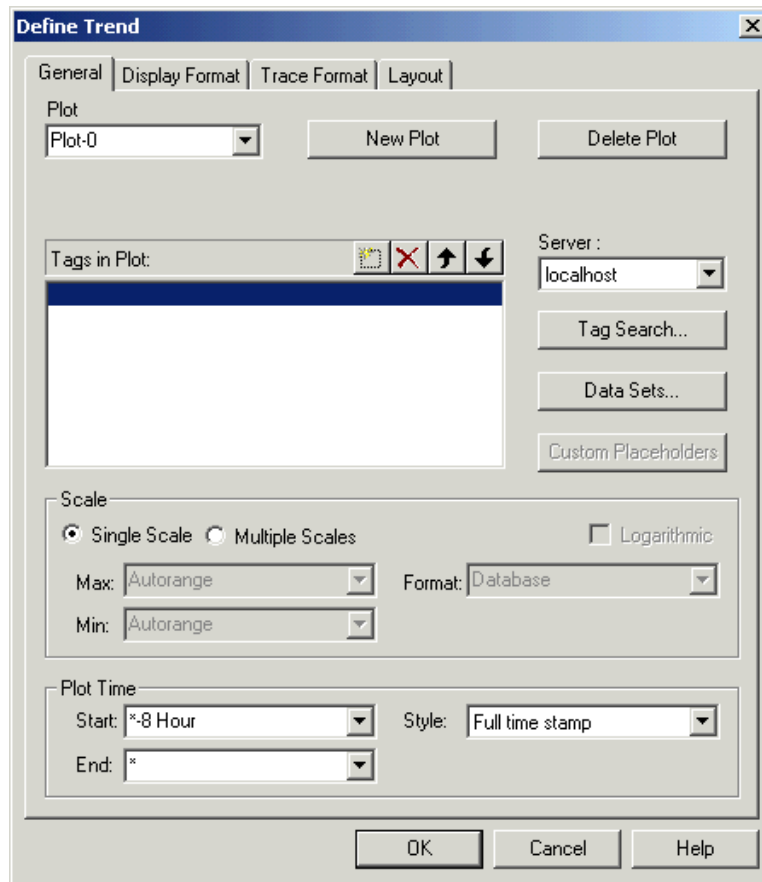 Define Trend
General Display Format Trace Format Layout
Plot
Plot-0 New Plot Delete Plot
Tags in Plot:
Server :
localhost
Tag Search...
Data Sets...
Custom Placeholders
Scale
Single Scale Multiple Scales Logarithmic
Max: Autorange Format: Database
Min: Autorange
Plot Time
Start: *-8 Hour Style: Full time stamp
End: *
OK Cancel Help